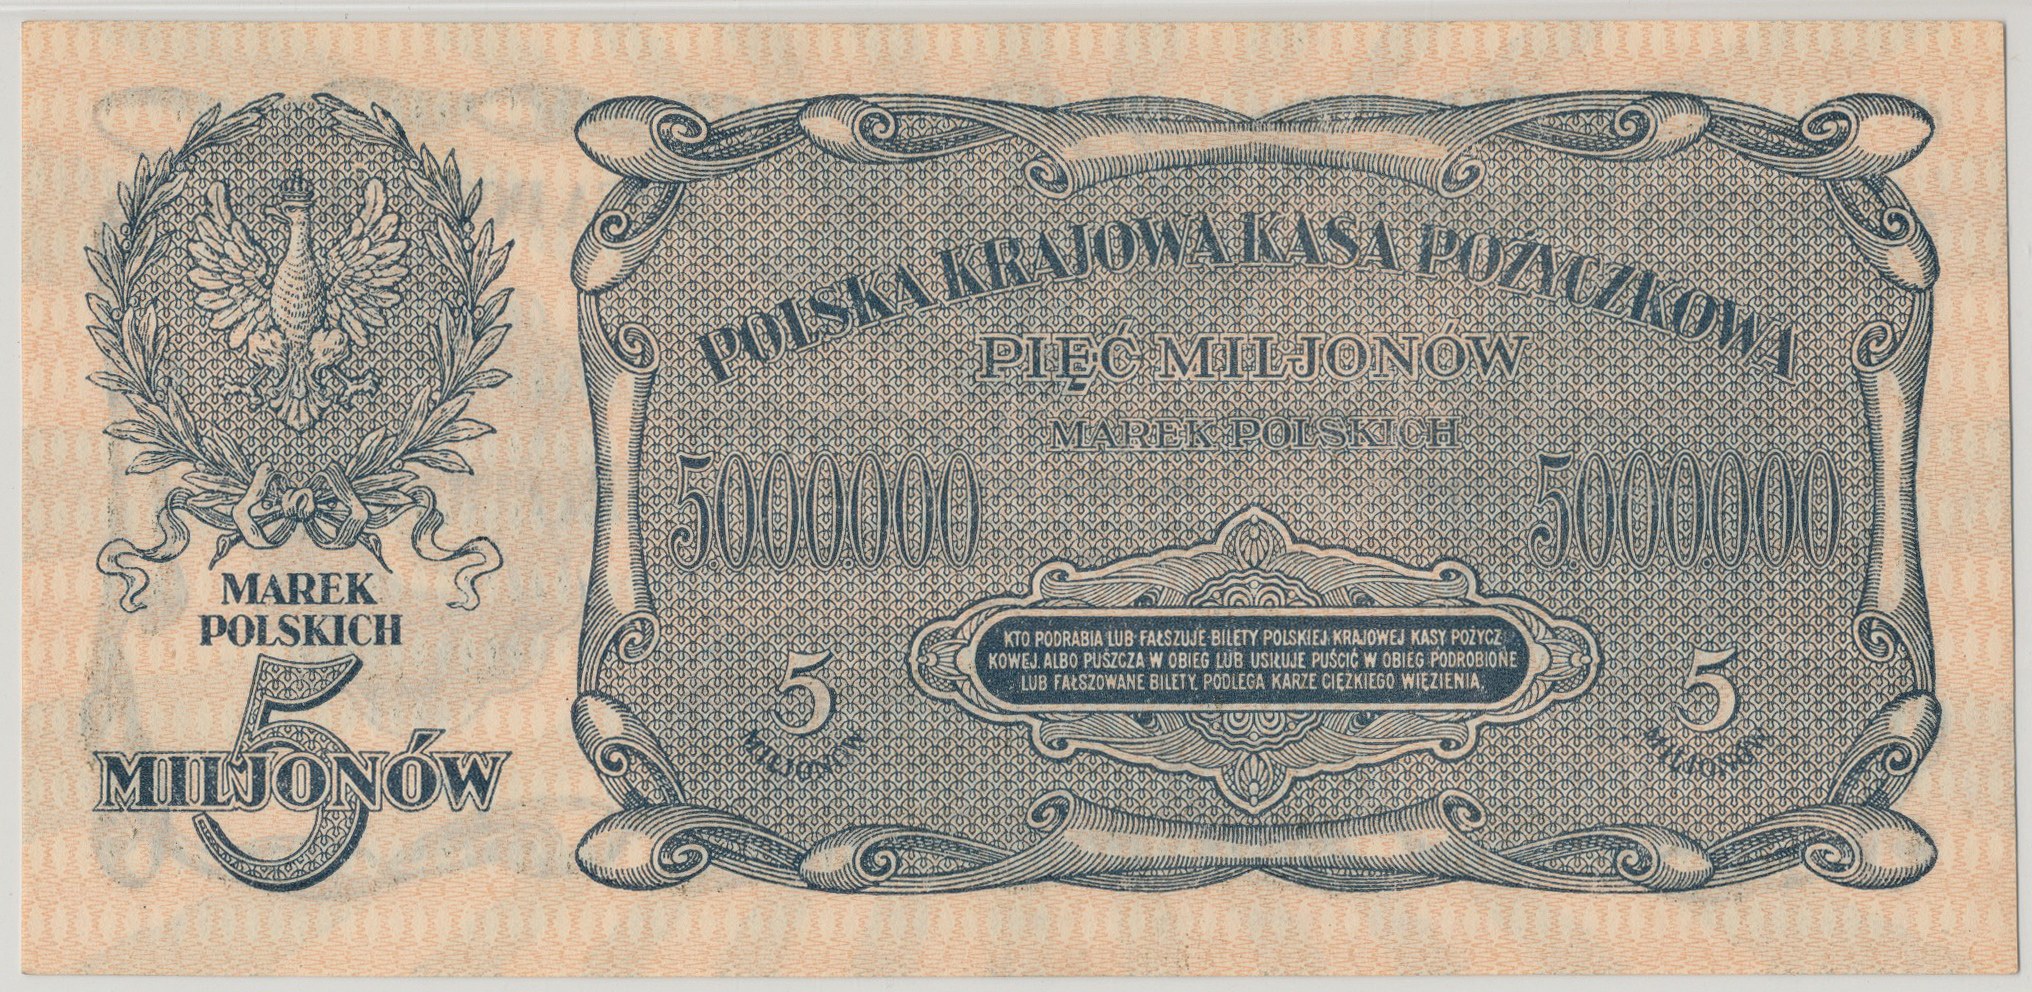 POLSKA KRAJOWA KASA POŻYCZKOWA
PIĘĆ MILJONÓW
MAREK POLSKICH
5.000.000
5.000.000
MAREK
POLSKICH
5
MILJONÓW
KTO PODRABIA LUB FAŁSZUJE BILETY POLSKIEJ KRAJOWEJ KASY POŻYCZ
KOWEJ, ALBO PUSZCZA W OBIEG LUB USIŁUJE PUŚCIĆ W OBIEG PODROBIONE
LUB FAŁSZOWANE BILETY, PODLEGA KARZE CIĘŻKIEGO WIĘZIENIA.
5
MILJONÓW
5
MILJONÓW